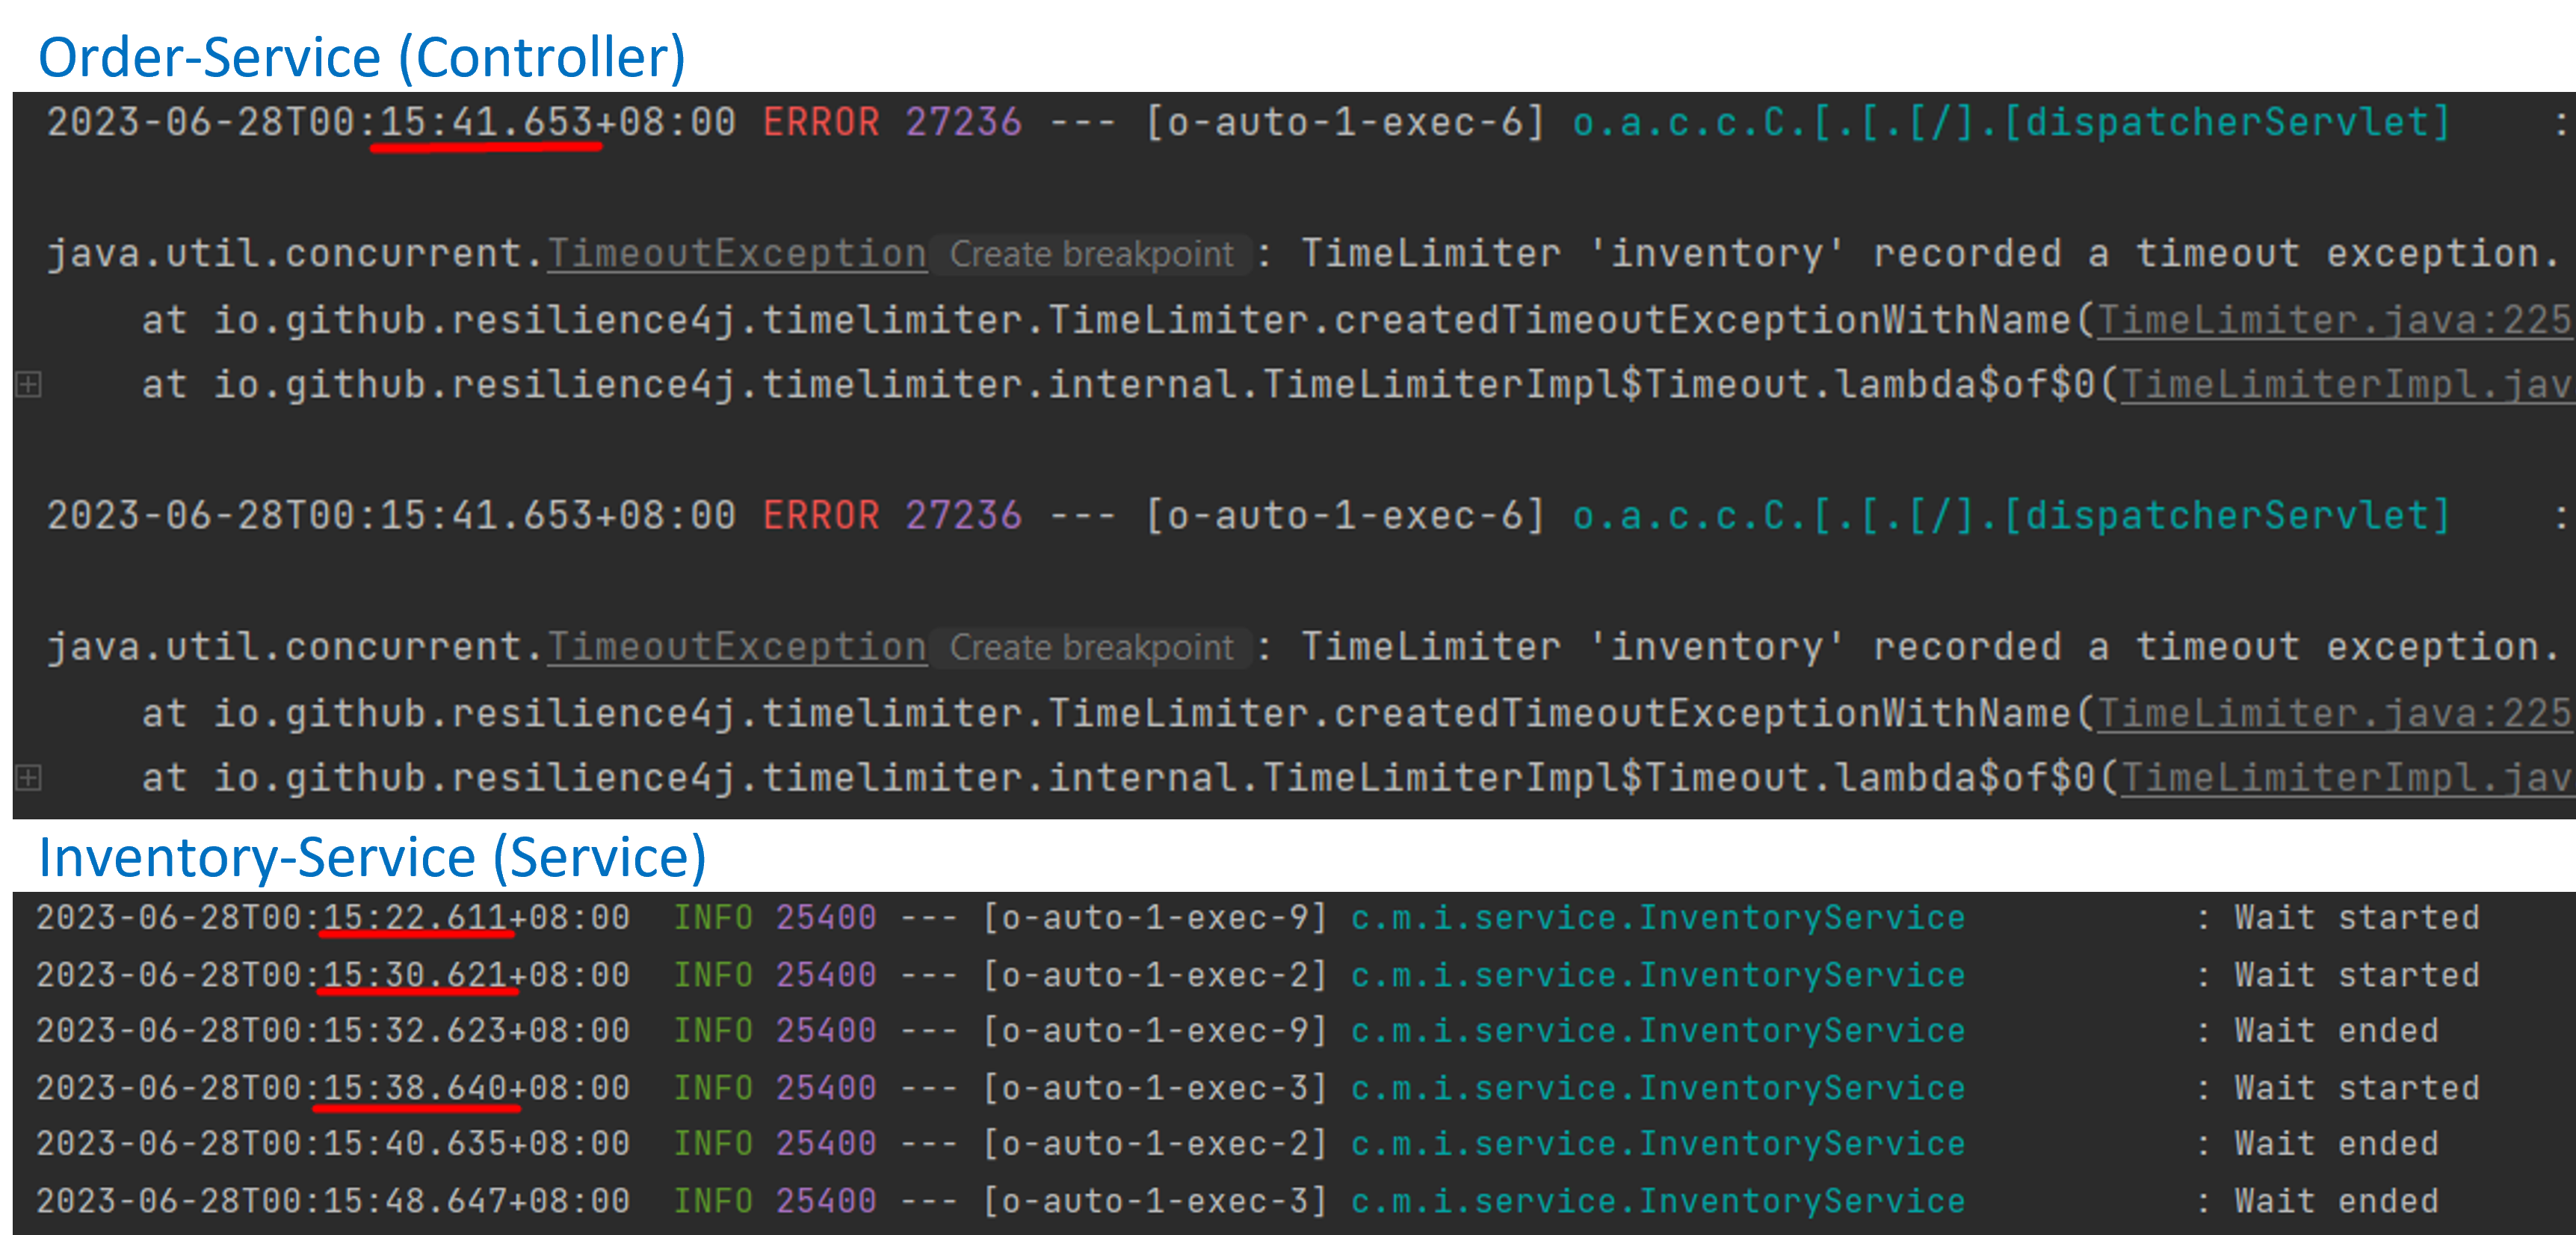 Order-Service (Controller)
2023-06-28T00:15:41.653+08:00 ERROR 27236 --- [o-auto-1-exec-6] o.a.c.c.C.[.[.[/].[dispatcherServlet] :
java.util.concurrent.TimeoutException Create breakpoint : TimeLimiter 'inventory' recorded a timeout exception.
at io.github.resilience4j.timelimiter.TimeLimiter.createdTimeoutExceptionWithName(TimeLimiter.java:225
at io.github.resilience4j.timelimiter.internal.TimeLimiterImpl$Timeout.lambda$of$0(TimeLimiterImpl.jav
2023-06-28T00:15:41.653+08:00 ERROR 27236 --- [o-auto-1-exec-6] o.a.c.c.C.[.[.[/].[dispatcherServlet] :
java.util.concurrent.TimeoutException Create breakpoint : TimeLimiter 'inventory' recorded a timeout exception.
at io.github.resilience4j.timelimiter.TimeLimiter.createdTimeoutExceptionWithName(TimeLimiter.java:225
at io.github.resilience4j.timelimiter.internal.TimeLimiterImpl$Timeout.lambda$of$0(TimeLimiterImpl.jav
Inventory-Service (Service)
2023-06-28T00:15:22.611+08:00 INFO 25400 --- [o-auto-1-exec-9] c.m.i.service.InventoryService : Wait started
2023-06-28T00:15:30.621+08:00 INFO 25400 --- [o-auto-1-exec-2] c.m.i.service.InventoryService : Wait started
2023-06-28T00:15:32.623+08:00 INFO 25400 --- [o-auto-1-exec-9] c.m.i.service.InventoryService : Wait ended
2023-06-28T00:15:38.640+08:00 INFO 25400 --- [o-auto-1-exec-3] c.m.i.service.InventoryService : Wait started
2023-06-28T00:15:40.635+08:00 INFO 25400 --- [o-auto-1-exec-2] c.m.i.service.InventoryService : Wait ended
2023-06-28T00:15:48.647+08:00 INFO 25400 --- [o-auto-1-exec-3] c.m.i.service.InventoryService : Wait ended